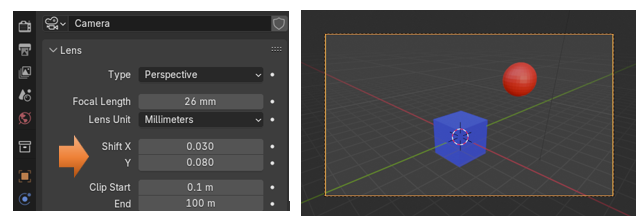 Camera
Lens
Type Perspective
Focal Length 26 mm
Lens Unit Millimeters
Shift X 0.030
Y 0.080
Clip Start 0.1 m
End 100 m